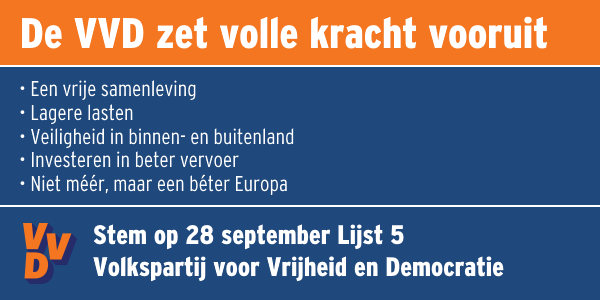 De VVD zet volle kracht vooruit
• Een vrije samenleving
• Lagere lasten
• Veiligheid in binnen- en buitenland
• Investeren in beter vervoer
• Niet méér, maar een béter Europa
VVD
Stem op 28 september Lijst 5
Volkspartij voor Vrijheid en Democratie